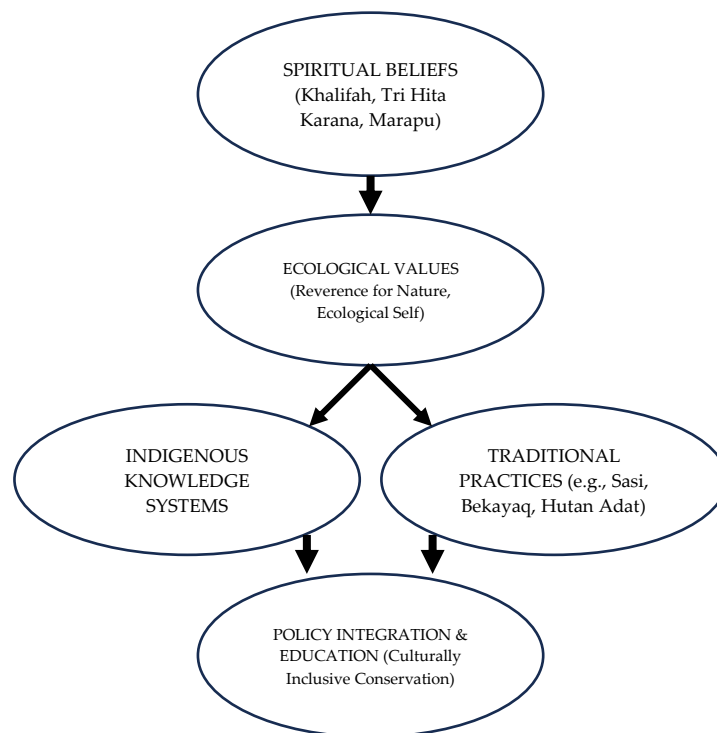 SPIRITUAL BELIEFS
(Khalifah, Tri Hita
Karana, Marapu)
ECOLOGICAL VALUES
(Reverence for Nature,
Ecological Self)
INDIGENOUS
KNOWLEDGE
SYSTEMS
TRADITIONAL
PRACTICES (e.g., Sasi,
Bekayaq, Hutan Adat)
POLICY INTEGRATION &
EDUCATION (Culturally
Inclusive Conservation)